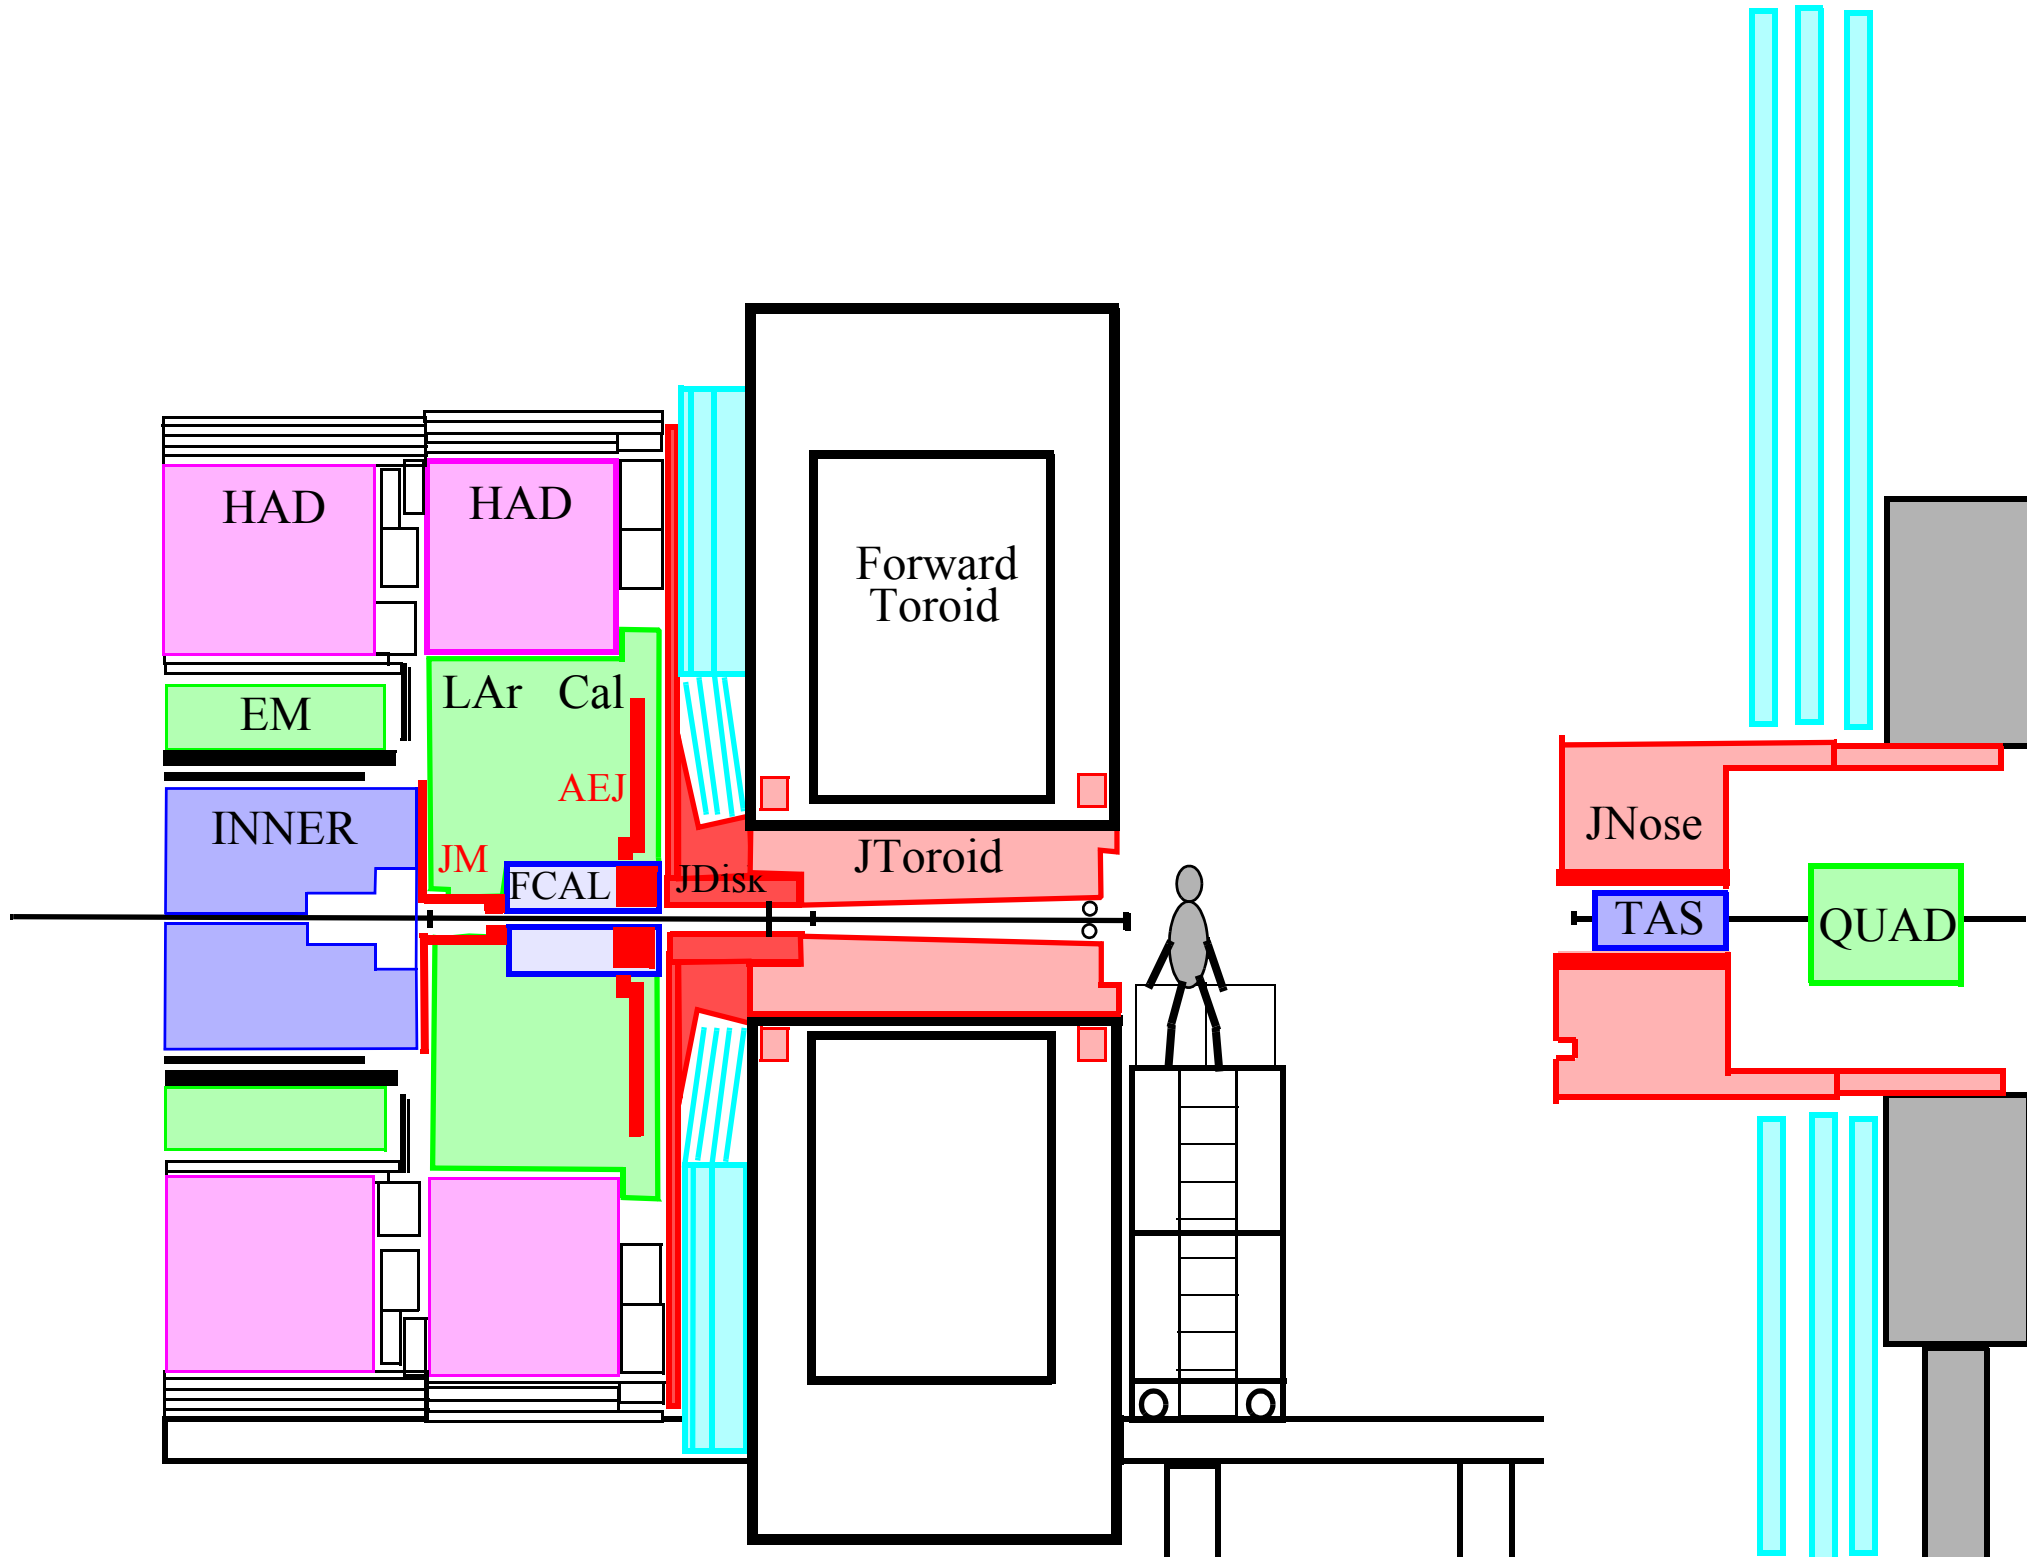 HAD
HAD
Forward
Toroid
EM
LAr Cal
AEJ
INNER
JM
FCAL
JDisk
JToroid
JNose
TAS
QUAD